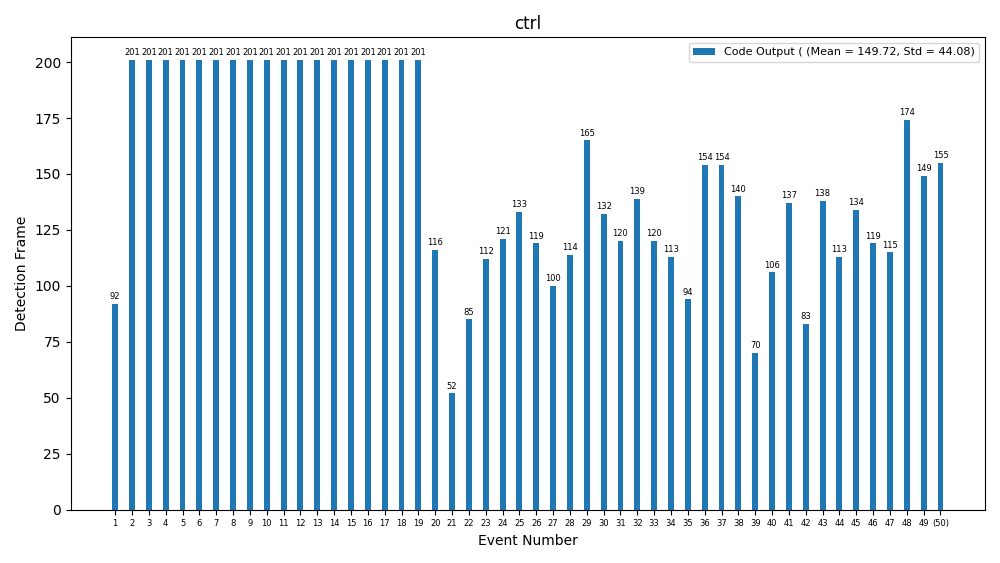 ctrl
Code Output ( (Mean = 149.72, Std = 44.08)
Detection Frame
200
175
150
125
100
75
50
25
0
92 201 201 201 201 201 201 201 201 201 201 201 201 201 201 201 201 201 201 116 52 85 112 121 133 119 100 114 165 132 120 139 120 113 94 154 154 140 70 106 137 83 138 113 134 119 115 174 149 155
1 2 3 4 5 6 7 8 9 10 11 12 13 14 15 16 17 18 19 20 21 22 23 24 25 26 27 28 29 30 31 32 33 34 35 36 37 38 39 40 41 42 43 44 45 46 47 48 49 (50)
Event Number